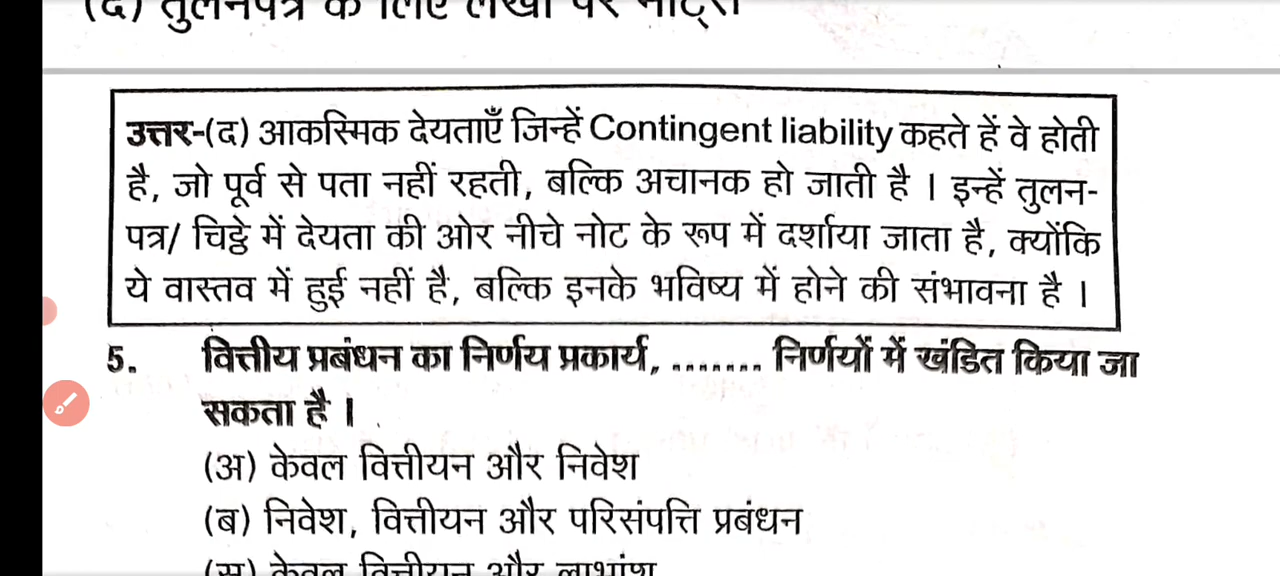 (द) तुलनपत्र के लिए लेखों पर नोट्स
उत्तर-(द) आकस्मिक देयताएँ जिन्हें Contingent liability कहते हें वे होती
है, जो पूर्व से पता नहीं रहती, बल्कि अचानक हो जाती है । इन्हें तुलन-
पत्र/ चिट्ठे में देयता की ओर नीचे नोट के रूप में दर्शाया जाता है, क्योंकि
ये वास्तव में हुई नहीं है, बल्कि इनके भविष्य में होने की संभावना है ।
5. वित्तीय प्रबंधन का निर्णय प्रकार्य, ....... निर्णयों में खंडित किया जा
सकता है ।
(अ) केवल वित्तीयन और निवेश
(ब) निवेश, वित्तीयन और परिसंपत्ति प्रबंधन
(स) केवल वित्तीयन और लाभांश